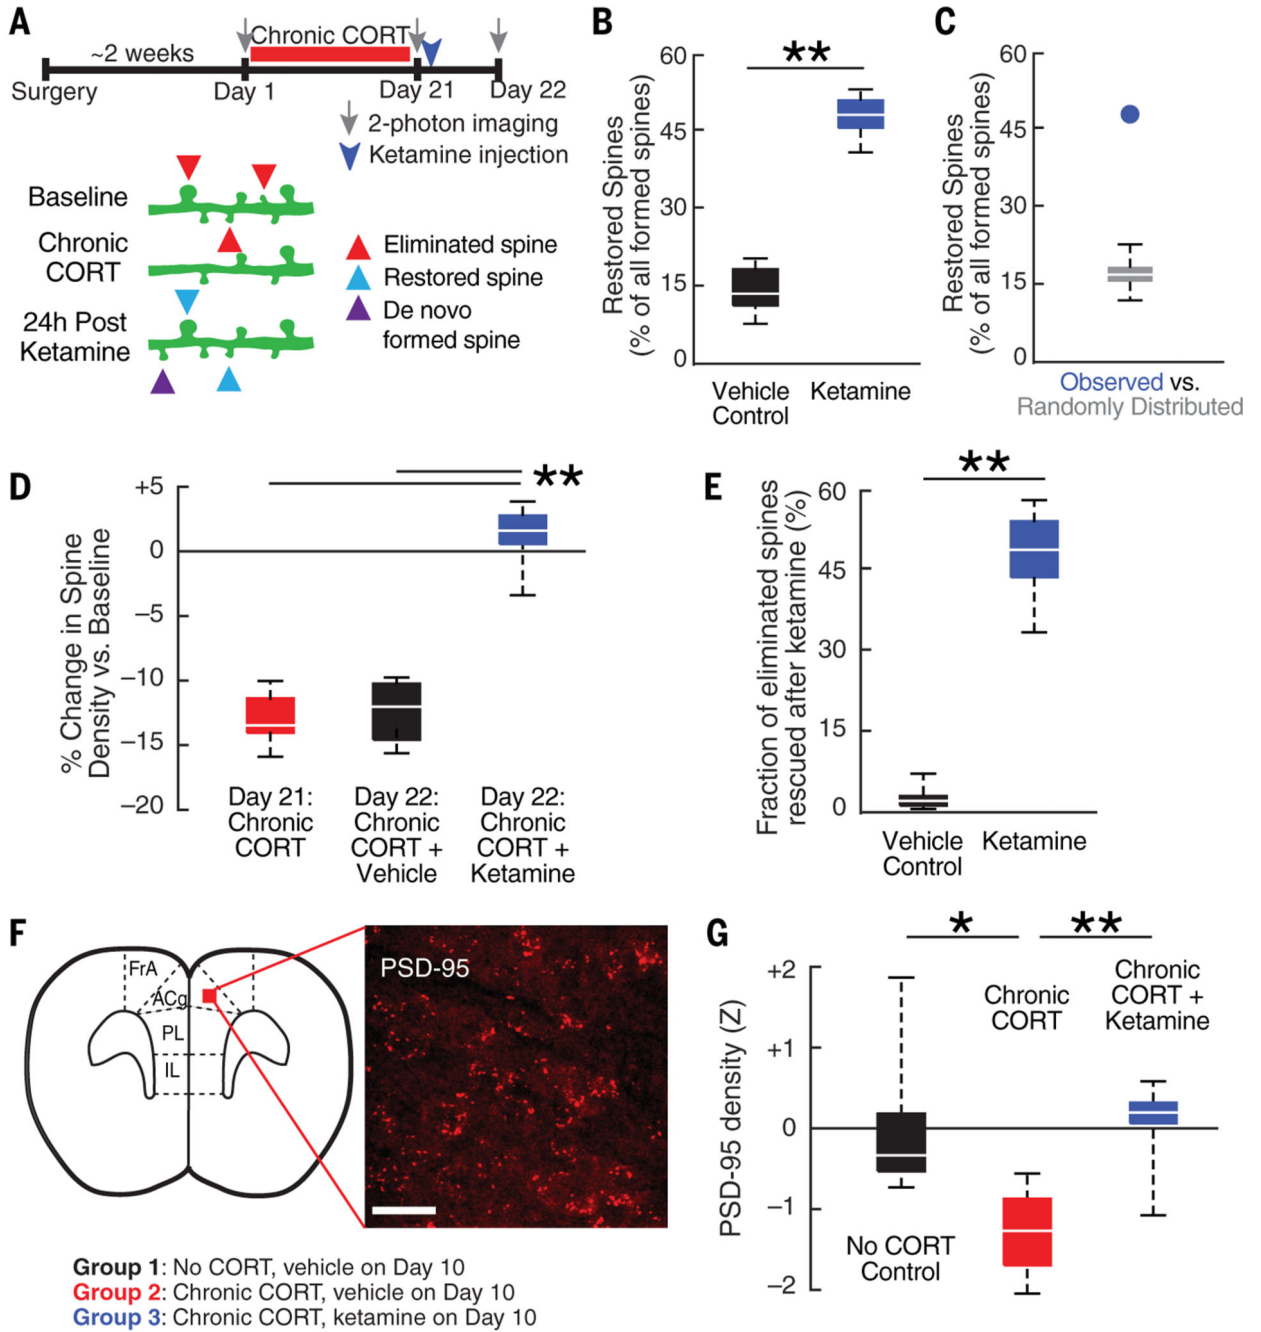 A
Chronic CORT
~2 weeks
Surgery
Day 1
Day 21
Day 22
2-photon imaging
Ketamine injection
Baseline
Chronic
CORT
24h Post
Ketamine
Eliminated spine
Restored spine
De novo
formed spine
B
**
Restored Spines
(% of all formed spines)
60
45
30
15
0
Vehicle
Control
Ketamine
C
Restored Spines
(% of all formed spines)
60
45
30
15
0
Observed vs.
Randomly Distributed
D
**
% Change in Spine
Density vs. Baseline
+5
0
−5
−10
−15
−20
Day 21:
Chronic
CORT
Day 22:
Chronic
CORT +
Vehicle
Day 22:
Chronic
CORT +
Ketamine
E
**
Fraction of eliminated spines
rescued after ketamine (%)
60
45
30
15
0
Vehicle
Control
Ketamine
F
FrA
ACg
PL
IL
PSD-95
Group 1: No CORT, vehicle on Day 10
Group 2: Chronic CORT, vehicle on Day 10
Group 3: Chronic CORT, ketamine on Day 10
G
*
**
PSD-95 density (Z)
+2
+1
0
−1
−2
No CORT
Control
Chronic
CORT
Chronic
CORT +
Ketamine